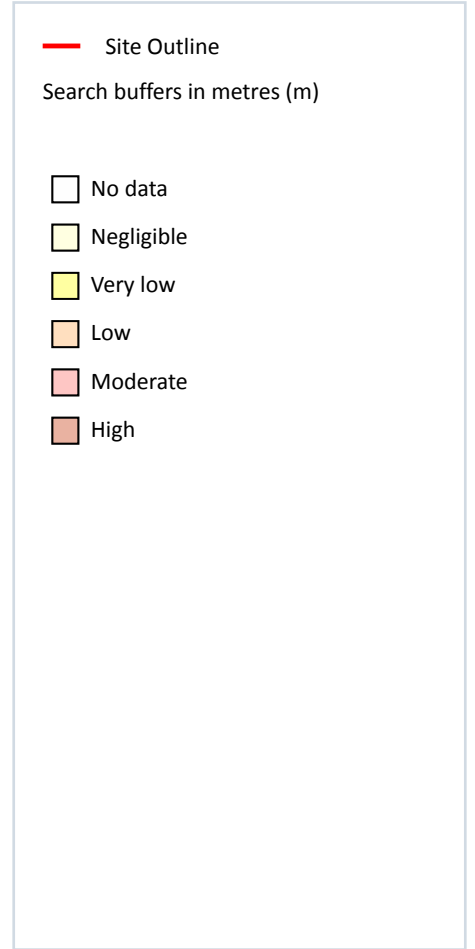 Site Outline
Search buffers in metres (m)
No data
Negligible
Very low
Low
Moderate
High